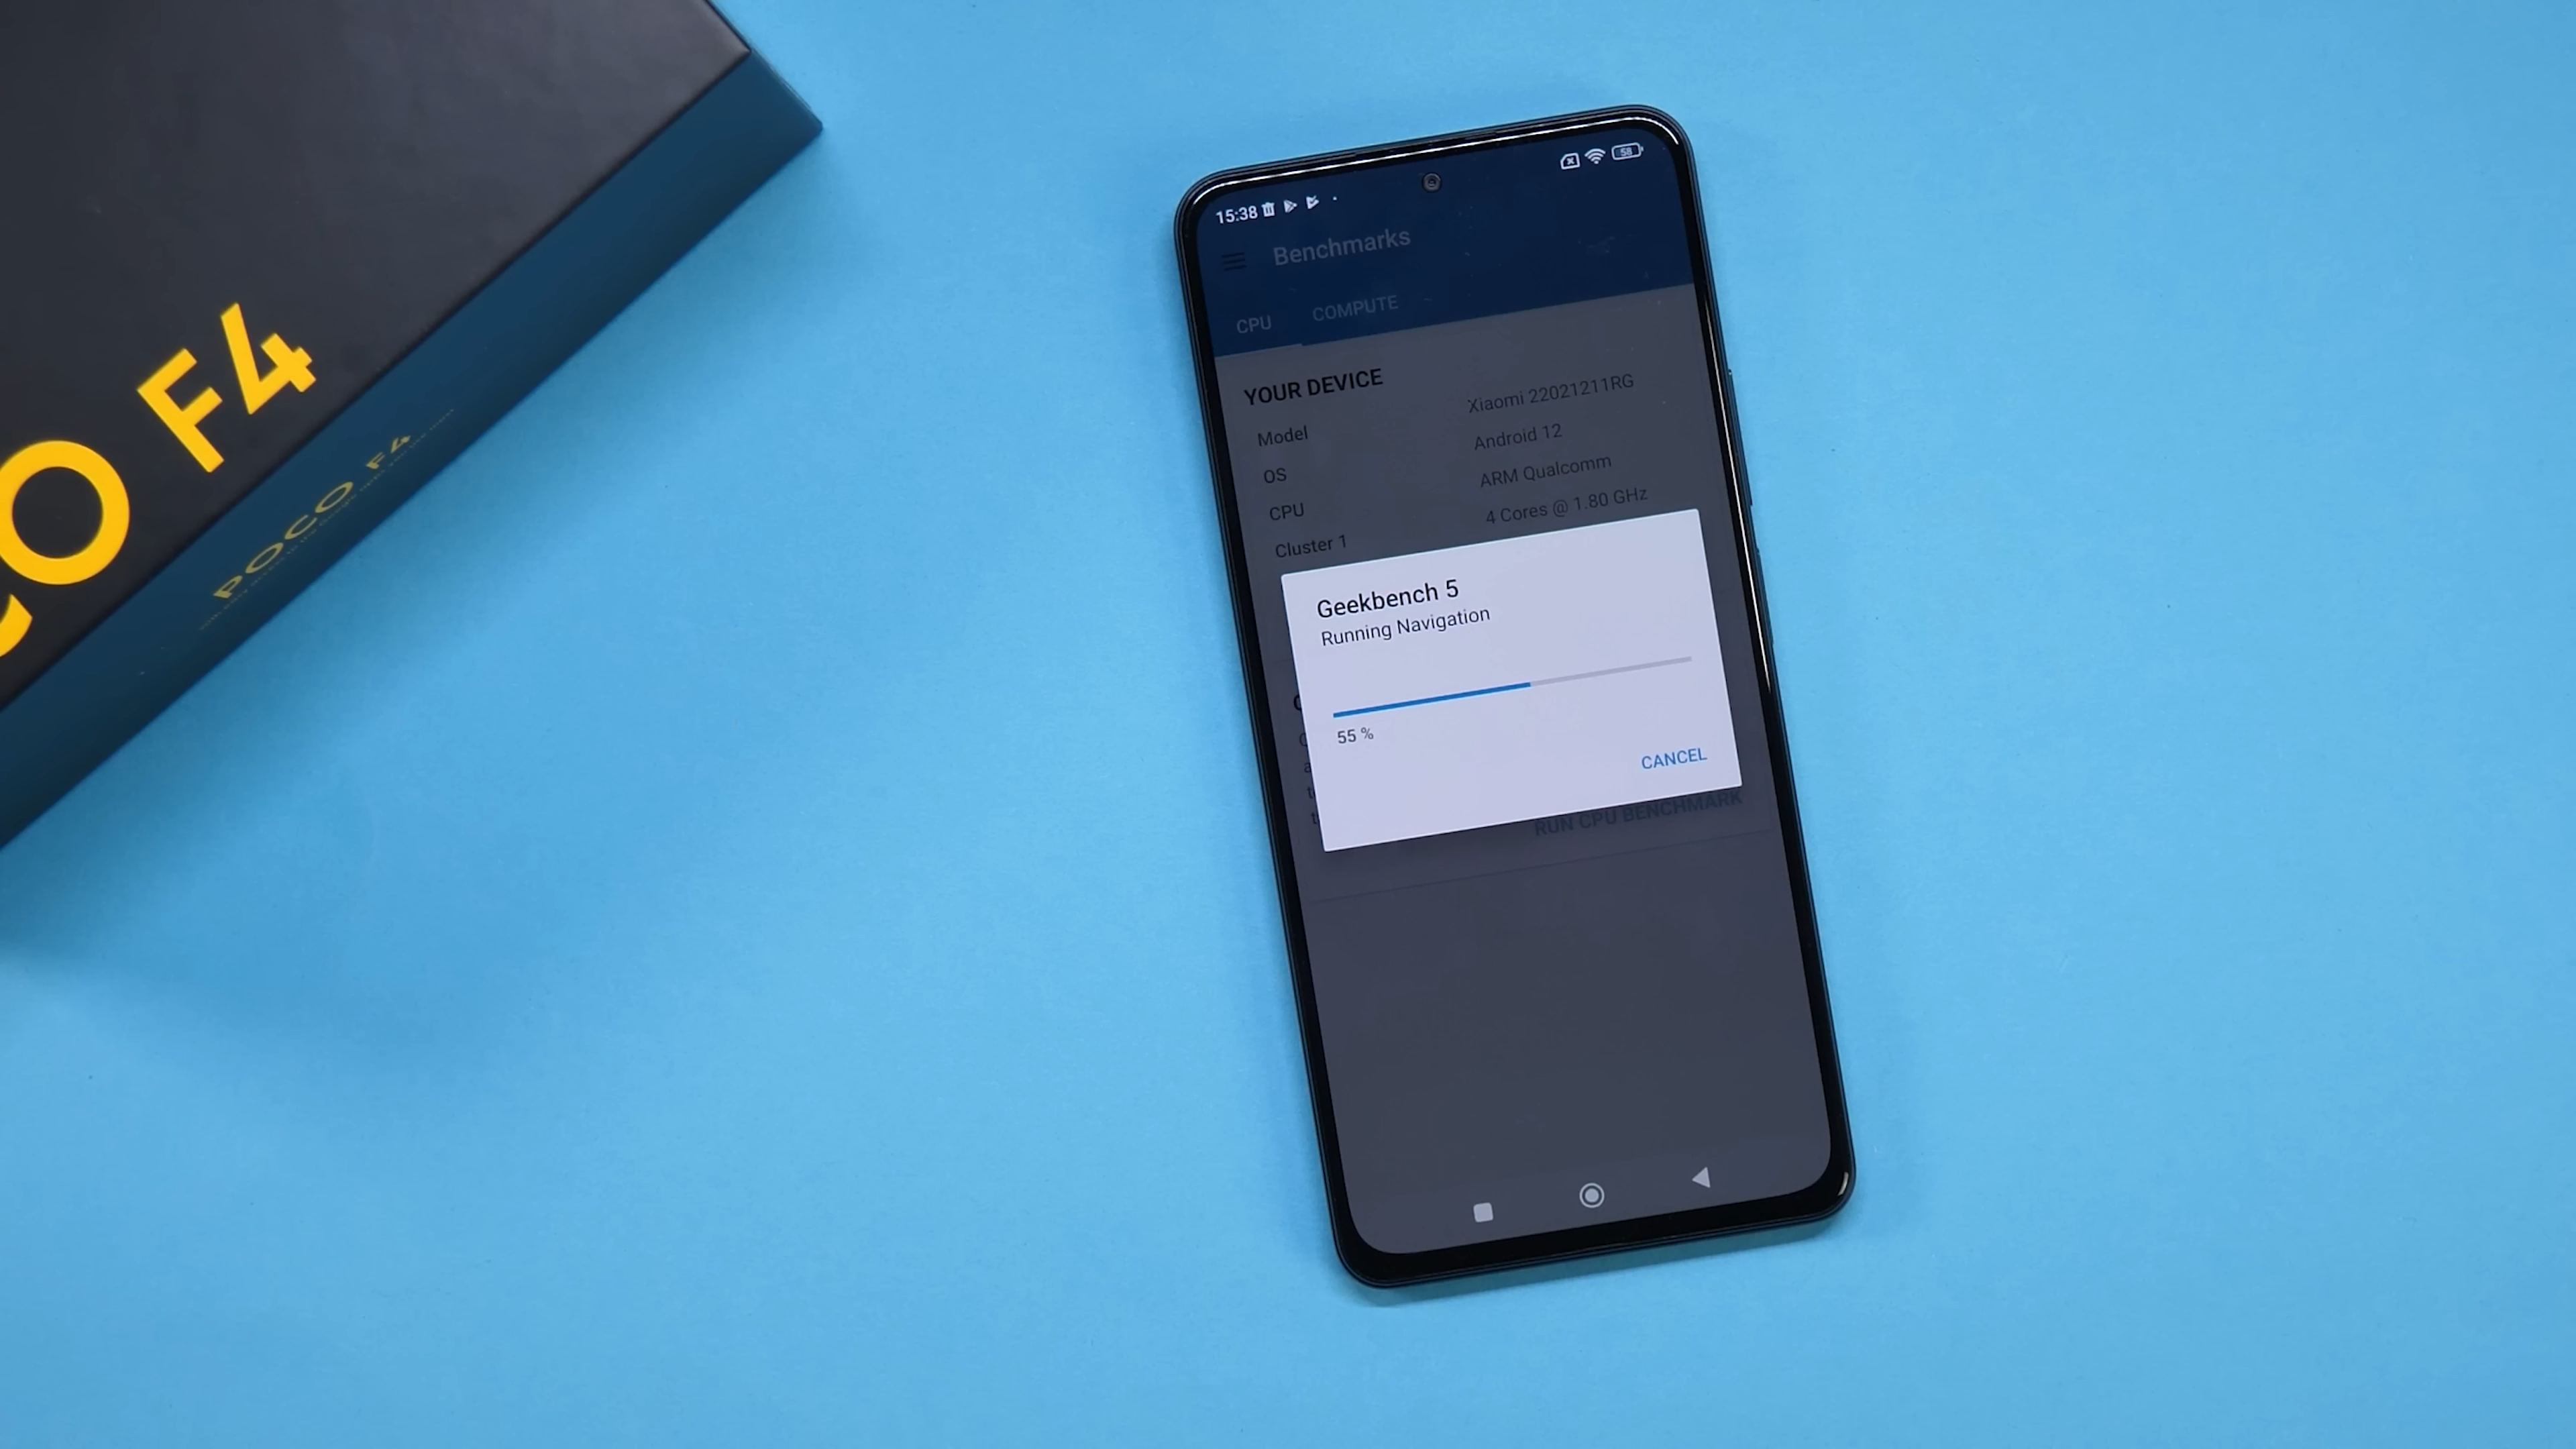 O F4
POCO F4
15:38
58
Benchmarks
CPU
COMPUTE
YOUR DEVICE
Model
Xiaomi 22021211RG
OS
Android 12
CPU
ARM Qualcomm
Cluster 1
4 Cores @ 1.80 GHz
Geekbench 5
Running Navigation
55 %
CANCEL
RUN CPU BENCHMARK